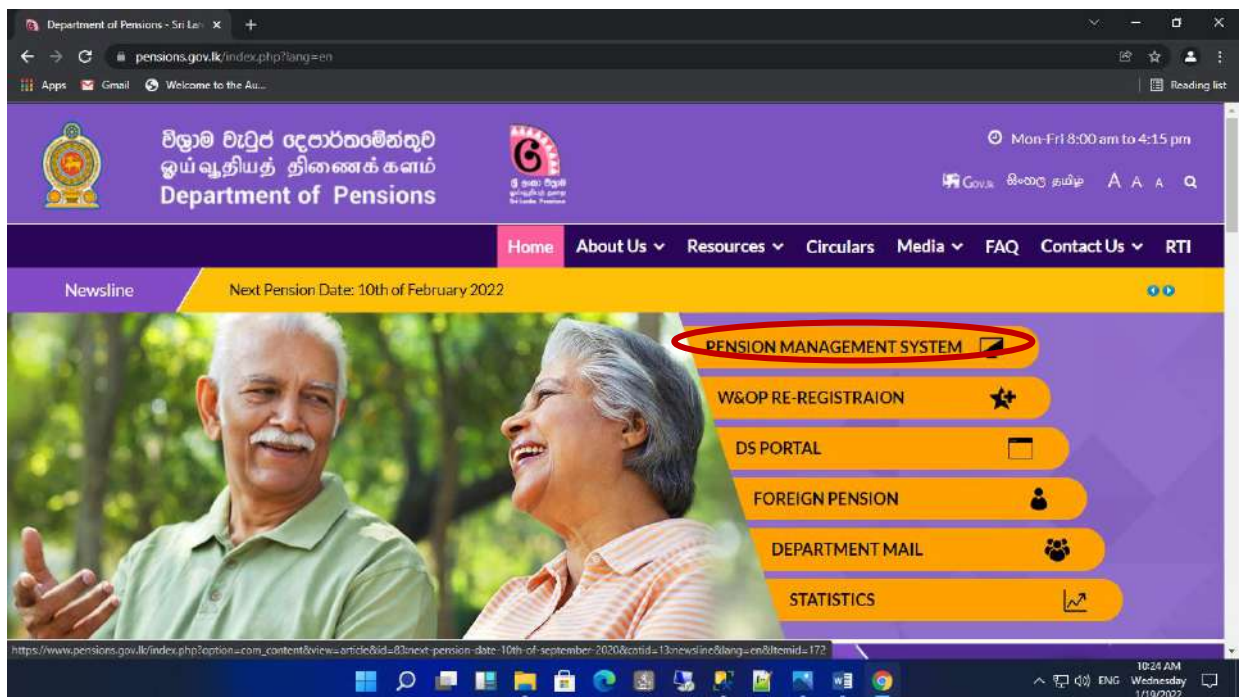 Department of Pensions - Sri Lan
pensions.gov.lk/index.php?lang=en
Apps Gmail Welcome to the Au... Reading list
විශ්‍රාම වැටුප් දෙපාර්තමේන්තුව
ஓய்வூதியத் திணைக்களம்
Department of Pensions
Mon-Fri 8:00 am to 4:15 pm
Gov.lk සිංහල தமிழ் A A A
Home About Us Resources Circulars Media FAQ Contact Us RTI
Newsline Next Pension Date: 10th of February 2022
PENSION MANAGEMENT SYSTEM
W&OP RE-REGISTRAION
DS PORTAL
FOREIGN PENSION
DEPARTMENT MAIL
STATISTICS
https://www.pensions.gov.lk/index.php?option=com_content&view=article&id=83:next-pension-date-10th-of-september-2020&catid=13:newsline&lang=en&Itemid=172
10:24 AM
ENG Wednesday
1/19/2022